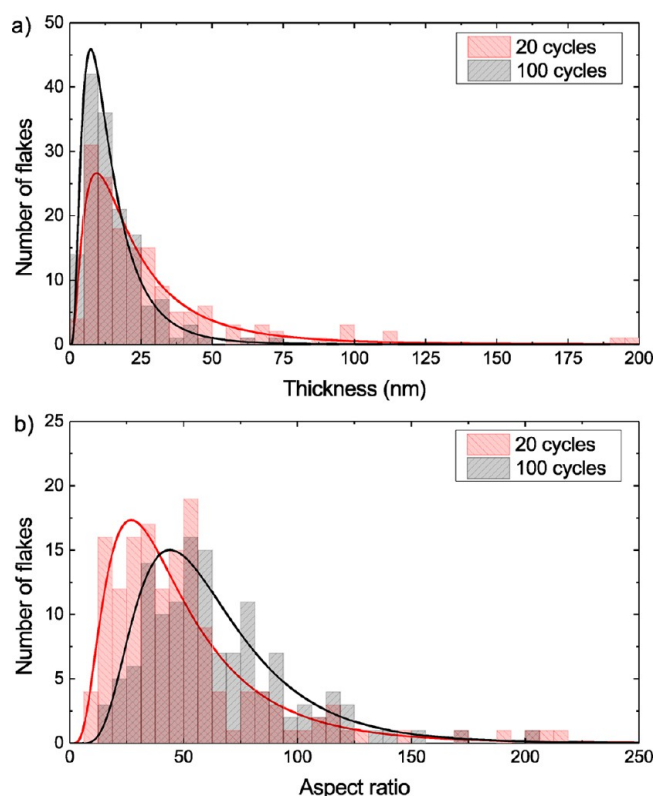 a)
50
40
30
20
10
0
Number of flakes
20 cycles
100 cycles
0 25 50 75 100 125 150 175 200
Thickness (nm)
b)
25
20
15
10
5
0
Number of flakes
20 cycles
100 cycles
0 50 100 150 200 250
Aspect ratio